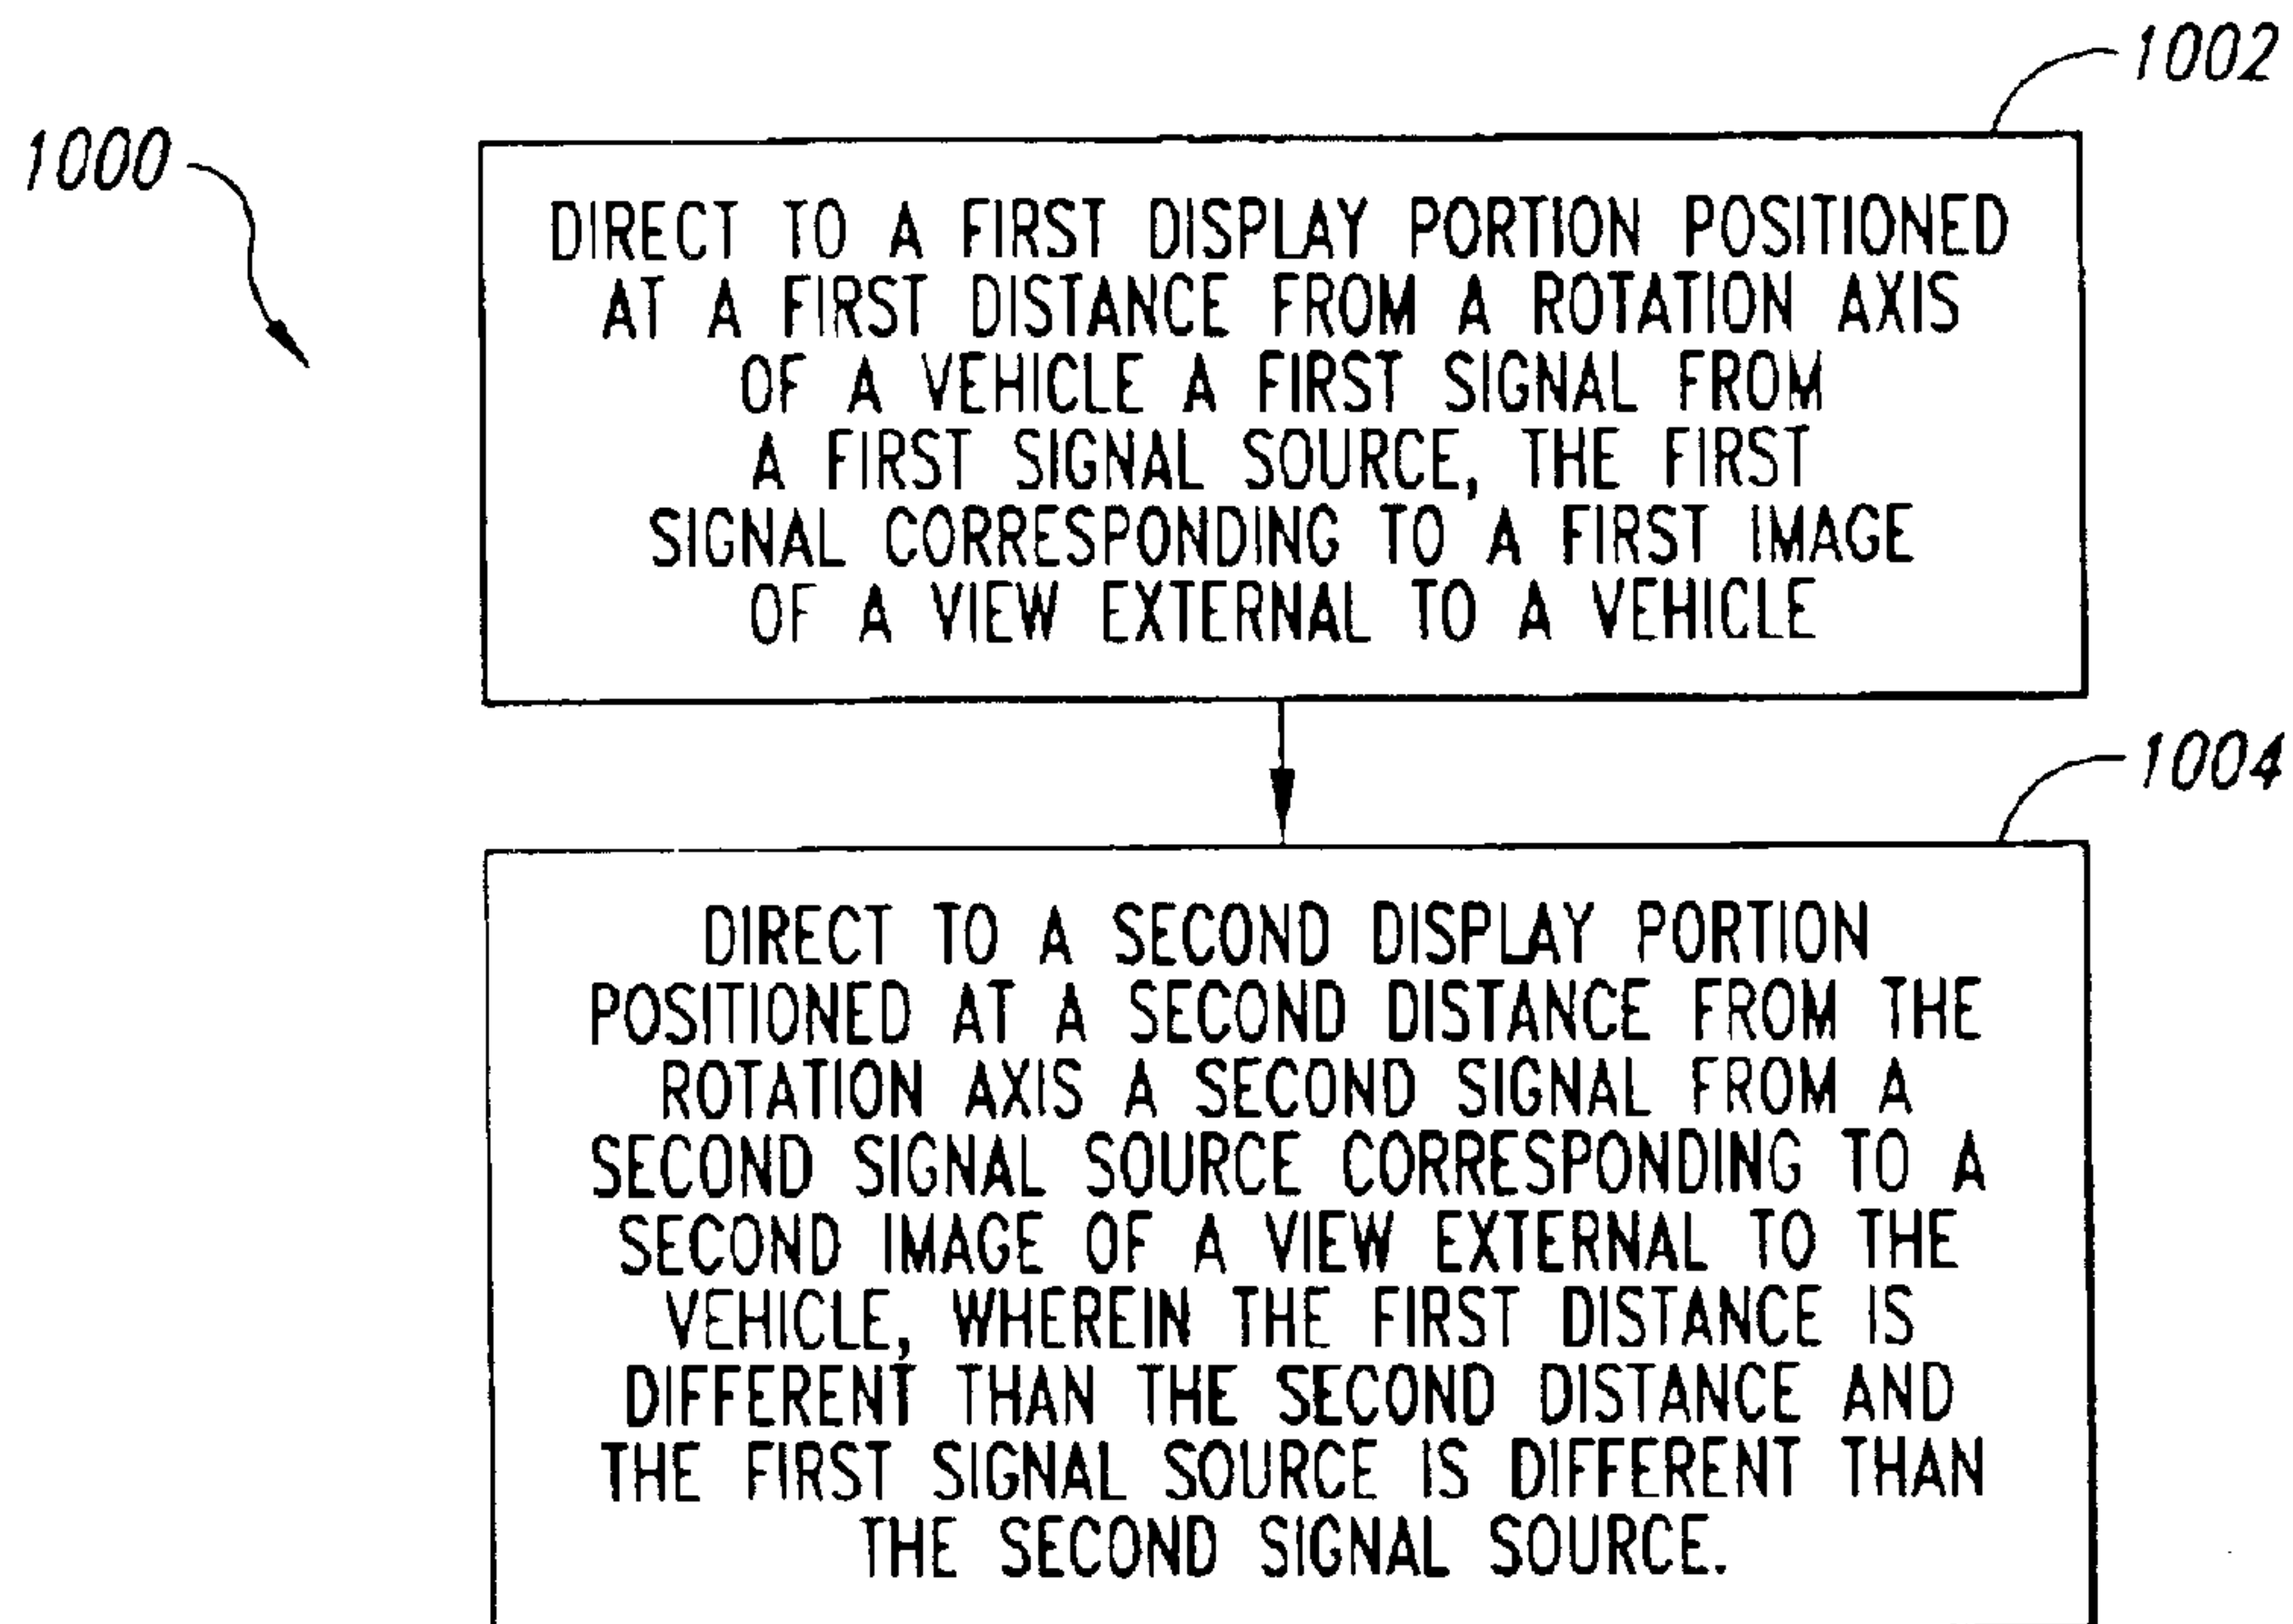 1002
1000
DIRECT TO A FIRST DISPLAY PORTION POSITIONED
AT A FIRST DISTANCE FROM A ROTATION AXIS
OF A VEHICLE A FIRST SIGNAL FROM
A FIRST SIGNAL SOURCE, THE FIRST
SIGNAL CORRESPONDING TO A FIRST IMAGE
OF A VIEW EXTERNAL TO A VEHICLE
1004
DIRECT TO A SECOND DISPLAY PORTION
POSITIONED AT A SECOND DISTANCE FROM THE
ROTATION AXIS A SECOND SIGNAL FROM A
SECOND SIGNAL SOURCE CORRESPONDING TO A
SECOND IMAGE OF A VIEW EXTERNAL TO THE
VEHICLE, WHEREIN THE FIRST DISTANCE IS
DIFFERENT THAN THE SECOND DISTANCE AND
THE FIRST SIGNAL SOURCE IS DIFFERENT THAN
THE SECOND SIGNAL SOURCE.